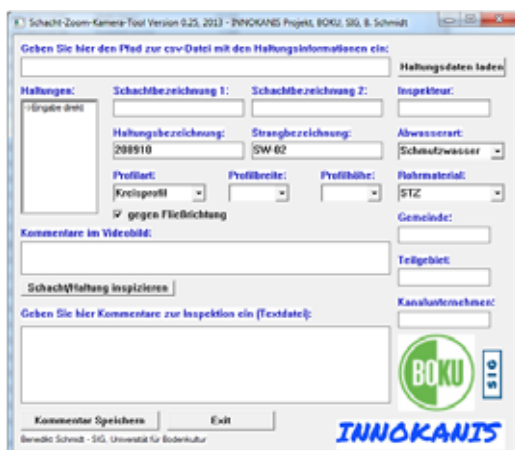 Schacht-Zoom-Kamera-Tool Version 0.25, 2013 - INNOKANIS Projekt, BOKU, SIG, B. Schmidt
Geben Sie hier den Pfad zur csv-Datei mit den Haltungsinformationen ein:
Haltungsdaten laden
Haltungen: Schachtbezeichnung 1: Schachtbezeichnung 2: Inspekteur:
Eingabe direkt
Haltungsbezeichnung: Strangbezeichnung: Abwasserart:
208910 SW-02 Schmutzwasser
Profilart: Profilbreite: Profilhöhe: Rohrmaterial:
Kreisprofil STZ
gegen Fließrichtung
Gemeinde:
Kommentare im Videobild:
Teilgebiet:
Schacht/Haltung inspizieren
Kanalunternehmen:
Geben Sie hier Kommentare zur Inspektion ein (Textdatei):
BOKU
SIG
Kommentar Speichern Exit
Benedikt Schmidt - SIG, Universität für Bodenkultur
INNOKANIS